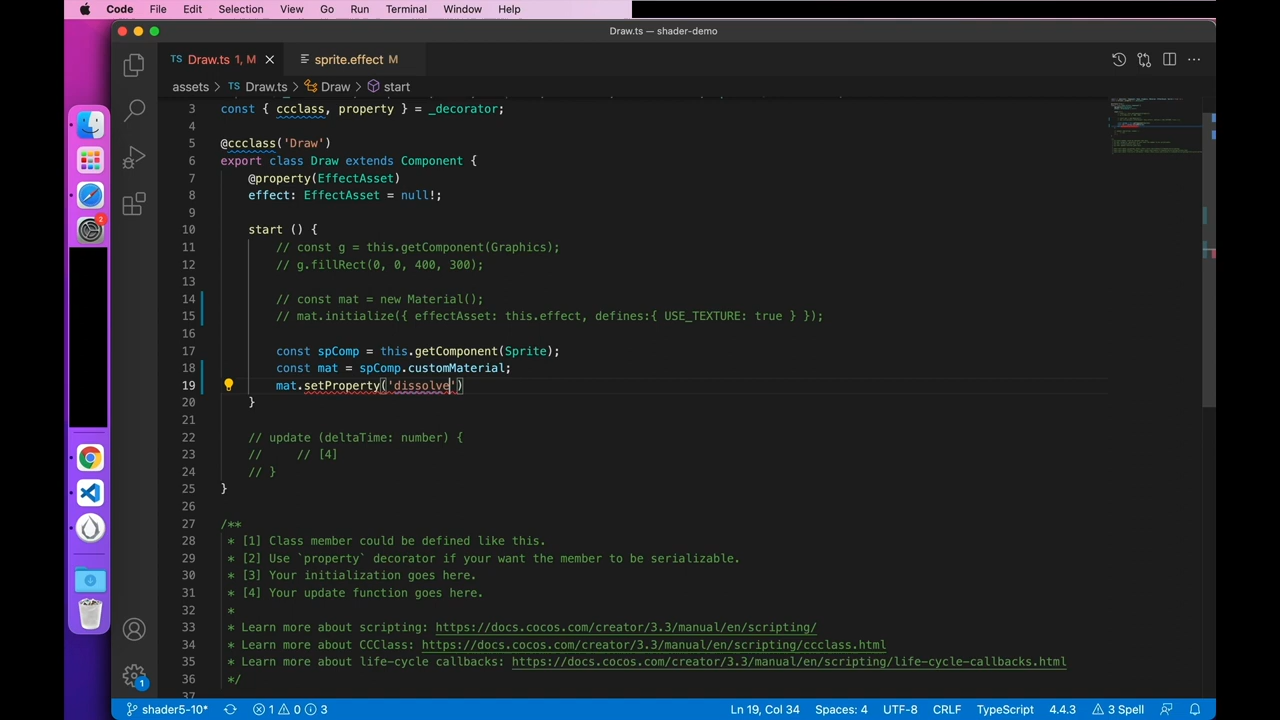 Code File Edit Selection View Go Run Terminal Window Help
Draw.ts — shader-demo
TS Draw.ts 1, M sprite.effect M
assets > TS Draw.ts > Draw > start
3 const { ccclass, property } = _decorator;
4
5 @ccclass('Draw')
6 export class Draw extends Component {
7 @property(EffectAsset)
8 effect: EffectAsset = null!;
9
10 start () {
11 // const g = this.getComponent(Graphics);
12 // g.fillRect(0, 0, 400, 300);
13
14 // const mat = new Material();
15 // mat.initialize({ effectAsset: this.effect, defines:{ USE_TEXTURE: true } });
16
17 const spComp = this.getComponent(Sprite);
18 const mat = spComp.customMaterial;
19 mat.setProperty('dissolve')
20 }
21
22 // update (deltaTime: number) {
23 // // [4]
24 // }
25 }
26
27 /**
28 * [1] Class member could be defined like this.
29 * [2] Use `property` decorator if your want the member to be serializable.
30 * [3] Your initialization goes here.
31 * [4] Your update function goes here.
32 *
33 * Learn more about scripting: https://docs.cocos.com/creator/3.3/manual/en/scripting/
34 * Learn more about CCClass: https://docs.cocos.com/creator/3.3/manual/en/scripting/ccclass.html
35 * Learn more about life-cycle callbacks: https://docs.cocos.com/creator/3.3/manual/en/scripting/life-cycle-callbacks.html
36 */
37
2
1
shader5-10* 1 0 3 Ln 19, Col 34 Spaces: 4 UTF-8 CRLF TypeScript 4.4.3 3 Spell